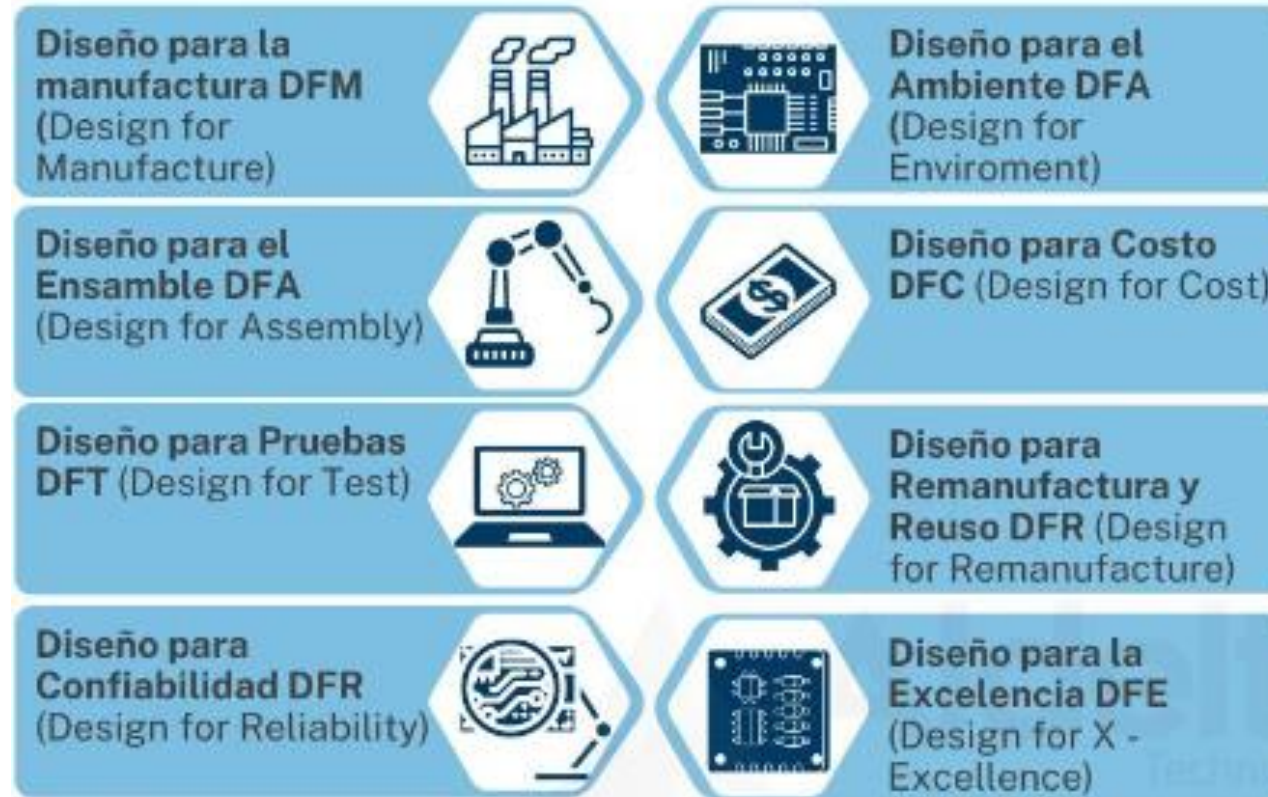 Diseño para la
manufactura DFM
(Design for
Manufacture)
Diseño para el
Ensamble DFA
(Design for Assembly)
Diseño para Pruebas
DFT (Design for Test)
Diseño para
Confiabilidad DFR
(Design for Reliability)
Diseño para el
Ambiente DFA
(Design for
Enviroment)
Diseño para Costo
DFC (Design for Cost)
Diseño para
Remanufactura y
Reuso DFR (Design
for Remanufacture)
Diseño para la
Excelencia DFE
(Design for X -
Excellence)